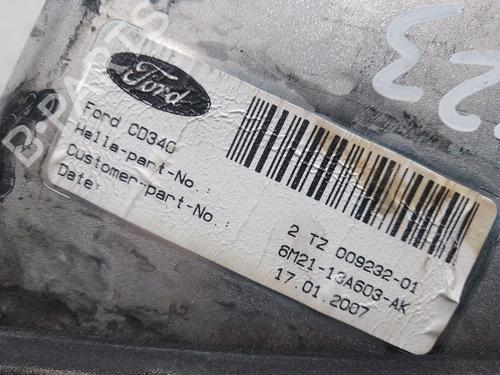 Ford
Ford CD340
Hella-part-No.: 2 TZ 009232-01
Customer-part-No.: 6M21-13A603-AK
Date: 17.01.2007
23
B-PARTS